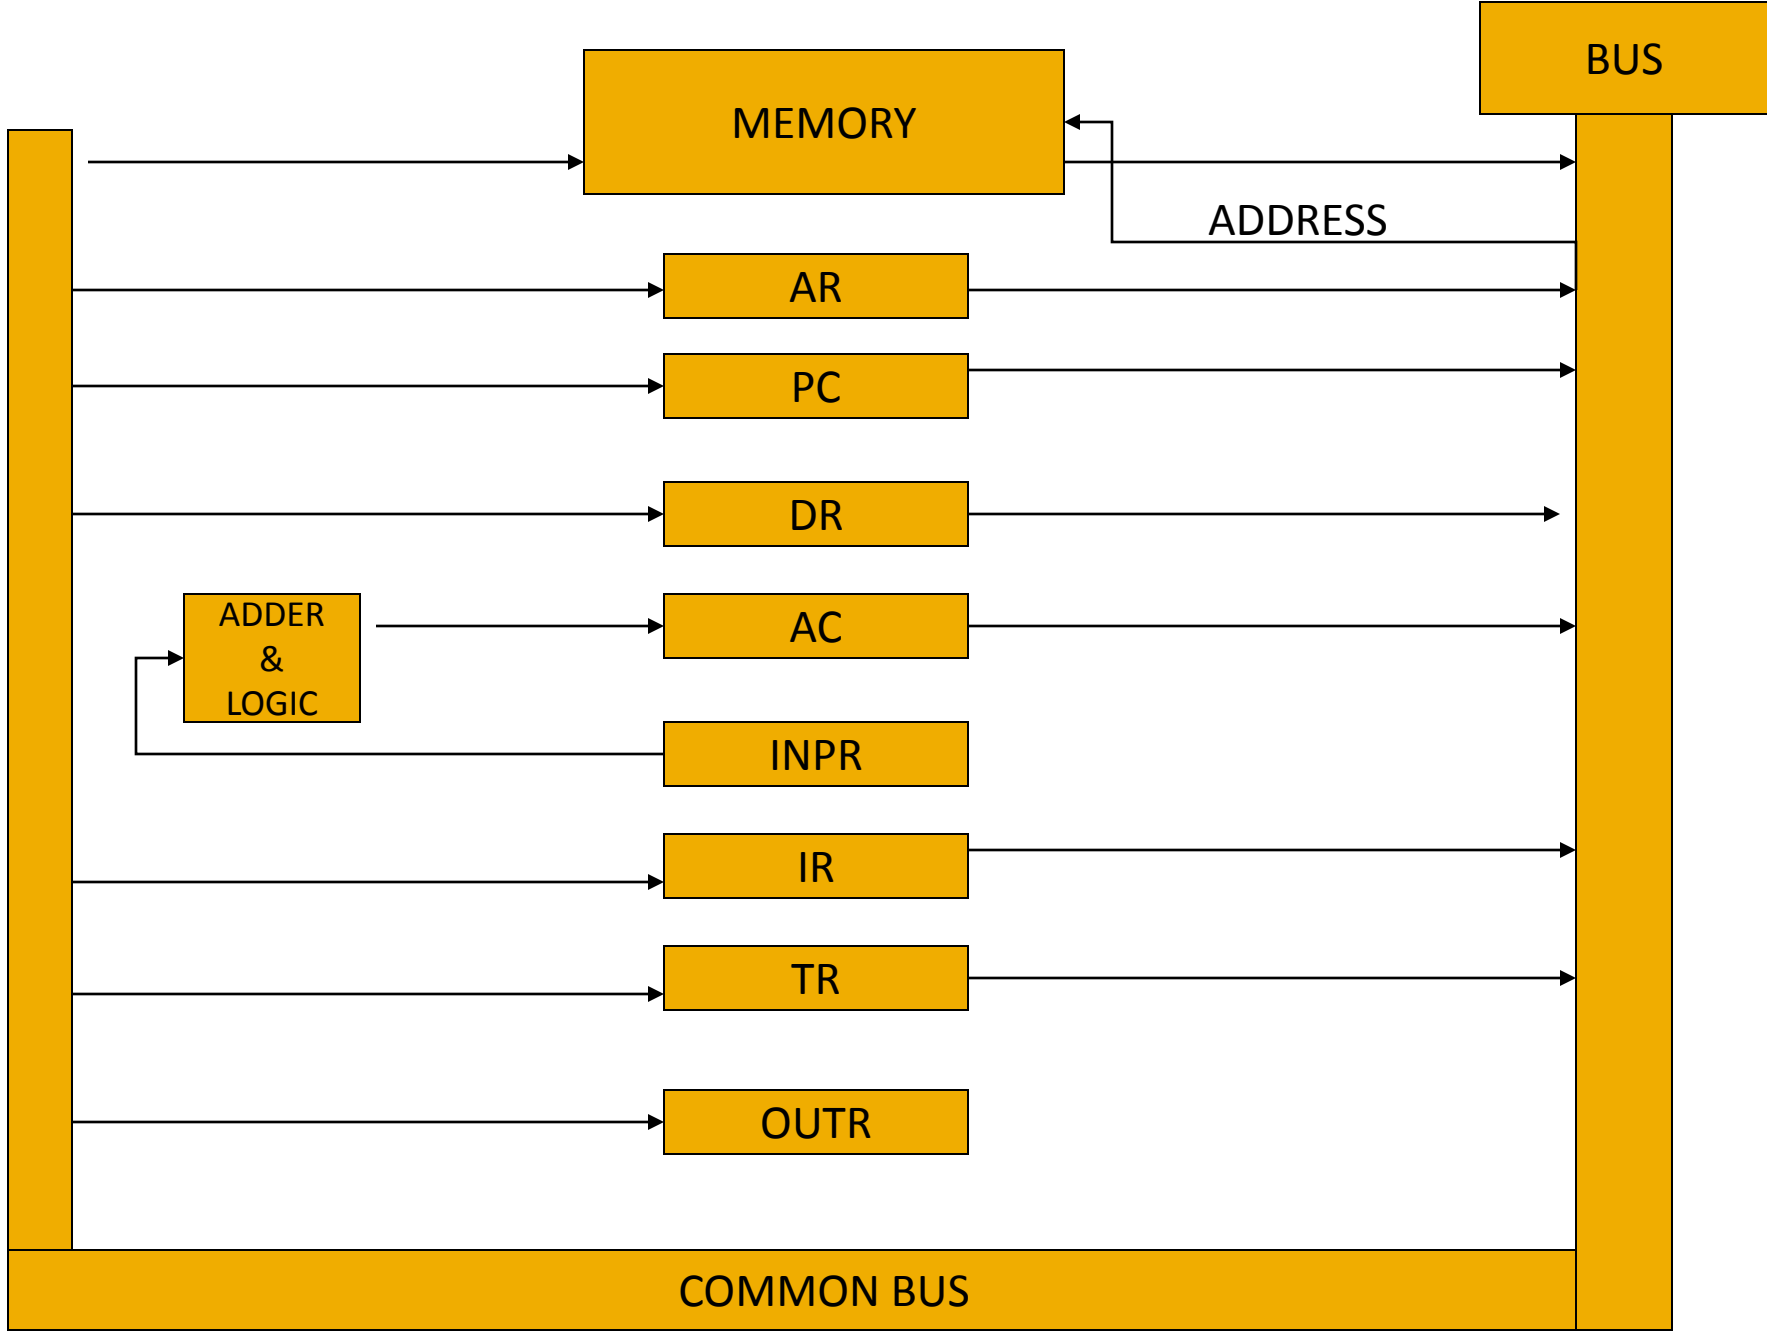 BUS
MEMORY
ADDRESS
AR
PC
DR
ADDER
&
LOGIC
AC
INPR
IR
TR
OUTR
COMMON BUS